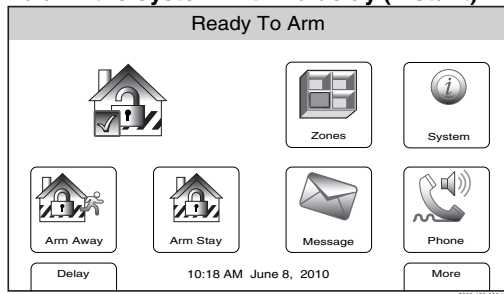 Ready To Arm
Zones
System
Arm Away
Arm Stay
Message
Phone
Delay
10:18 AM June 8, 2010
More